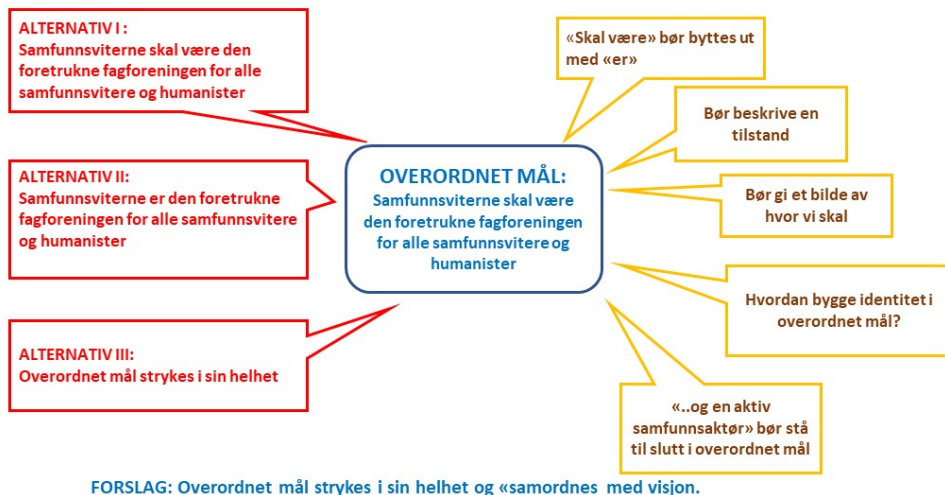 ALTERNATIV I :
Samfunnsviterne skal være den
foretrukne fagforeningen for alle
samfunnsvitere og humanister
ALTERNATIV II:
Samfunnsviterne er den foretrukne
fagforeningen for alle samfunnsvitere
og humanister
ALTERNATIV III:
Overordnet mål strykes i sin helhet
OVERORDNET MÅL:
Samfunnsviterne skal være
den foretrukne fagforeningen
for alle samfunnsvitere og
humanister
«Skal være» bør byttes ut
med «er»
Bør beskrive en
tilstand
Bør gi et bilde av
hvor vi skal
Hvordan bygge identitet i
overordnet mål?
«..og en aktiv
samfunnsaktør» bør stå
til slutt i overordnet mål
FORSLAG: Overordnet mål strykes i sin helhet og «samordnes med visjon.